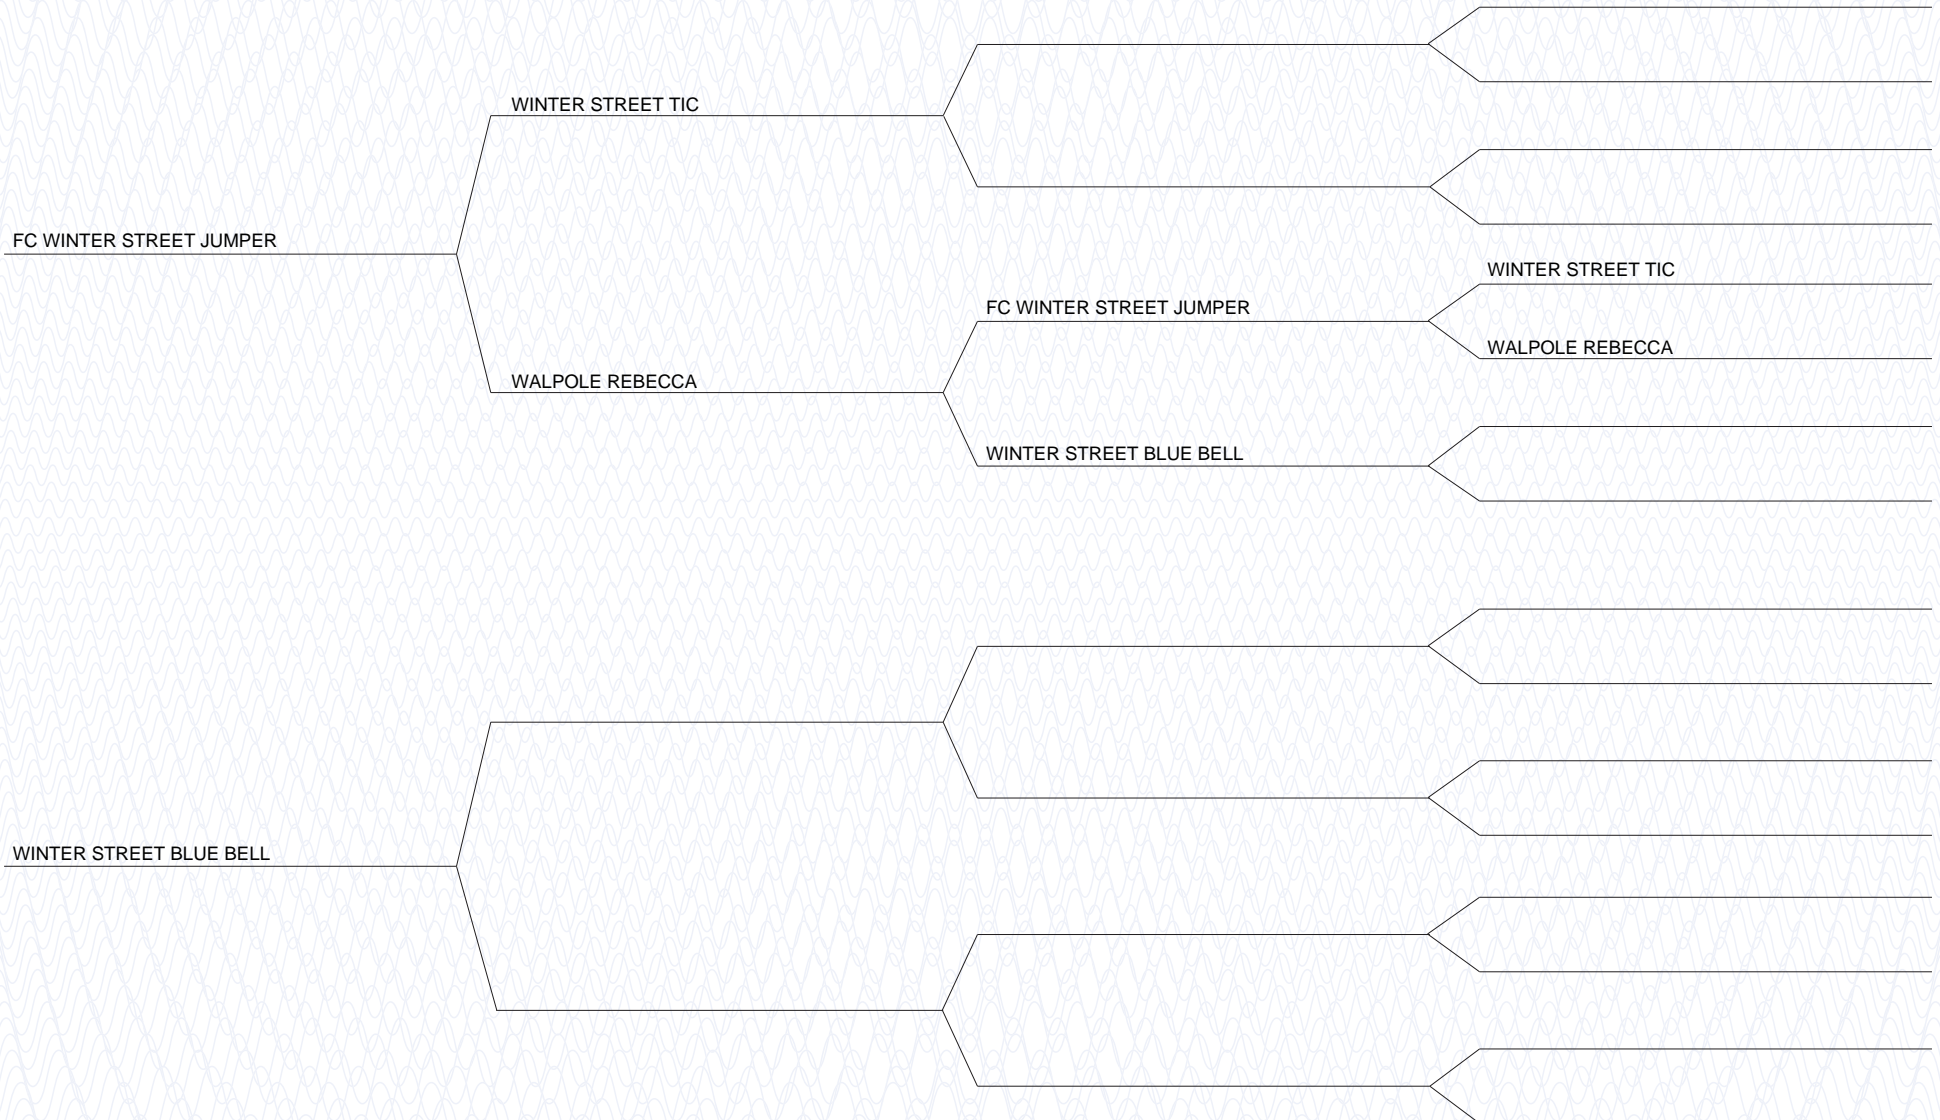 WINTER STREET TIC
FC WINTER STREET JUMPER
WINTER STREET TIC
FC WINTER STREET JUMPER
WALPOLE REBECCA
WALPOLE REBECCA
WINTER STREET BLUE BELL
WINTER STREET BLUE BELL